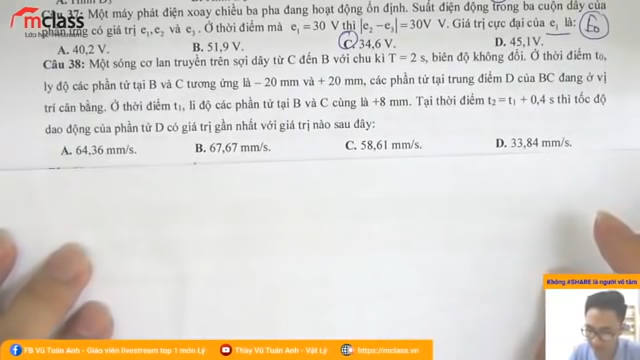 mclass
Câu 37: Một máy phát điện xoay chiều ba pha đang hoạt động ổn định. Suất điện động trong ba cuộn dây của
phần ứng có giá trị e₁,e₂ và e₃. Ở thời điểm mà e₁=30 V thì |e₂−e₃|=30V V. Giá trị cực đại của e₁ là: E₀
A. 40,2 V. B. 51,9 V. C. 34,6 V. D. 45,1V.
Câu 38: Một sóng cơ lan truyền trên sợi dây từ C đến B với chu kì T = 2 s, biên độ không đổi. Ở thời điểm t₀,
ly độ các phần tử tại B và C tương ứng là – 20 mm và + 20 mm, các phần tử tại trung điểm D của BC đang ở vị
trí cân bằng. Ở thời điểm t₁, li độ các phần tử tại B và C cùng là +8 mm. Tại thời điểm t₂= t₁ + 0,4 s thì tốc độ
dao động của phần tử D có giá trị gần nhất với giá trị nào sau đây:
A. 64,36 mm/s. B. 67,67 mm/s. C. 58,61 mm/s. D. 33,84 mm/s.
Không #SHARE là người vô tâm
FB Vũ Tuấn Anh - Giáo viên livestream top 1 môn Lý Thầy Vũ Tuấn Anh - Vật Lý https://mclass.vn